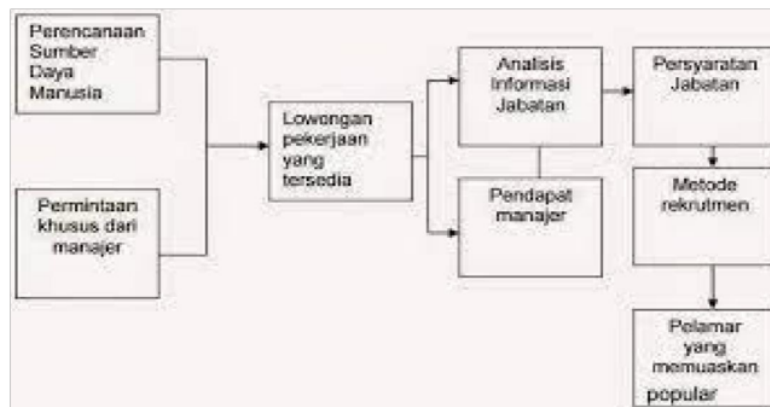 Perencanaan
Sumber
Daya
Manusia
Permintaan
khusus dari
manajer
Lowongan
pekerjaan
yang
tersedia
Analisis
Informasi
Jabatan
Pendapat
manajer
Persyaratan
Jabatan
Metode
rekrutmen
Pelamar
yang
memuaskan
popular